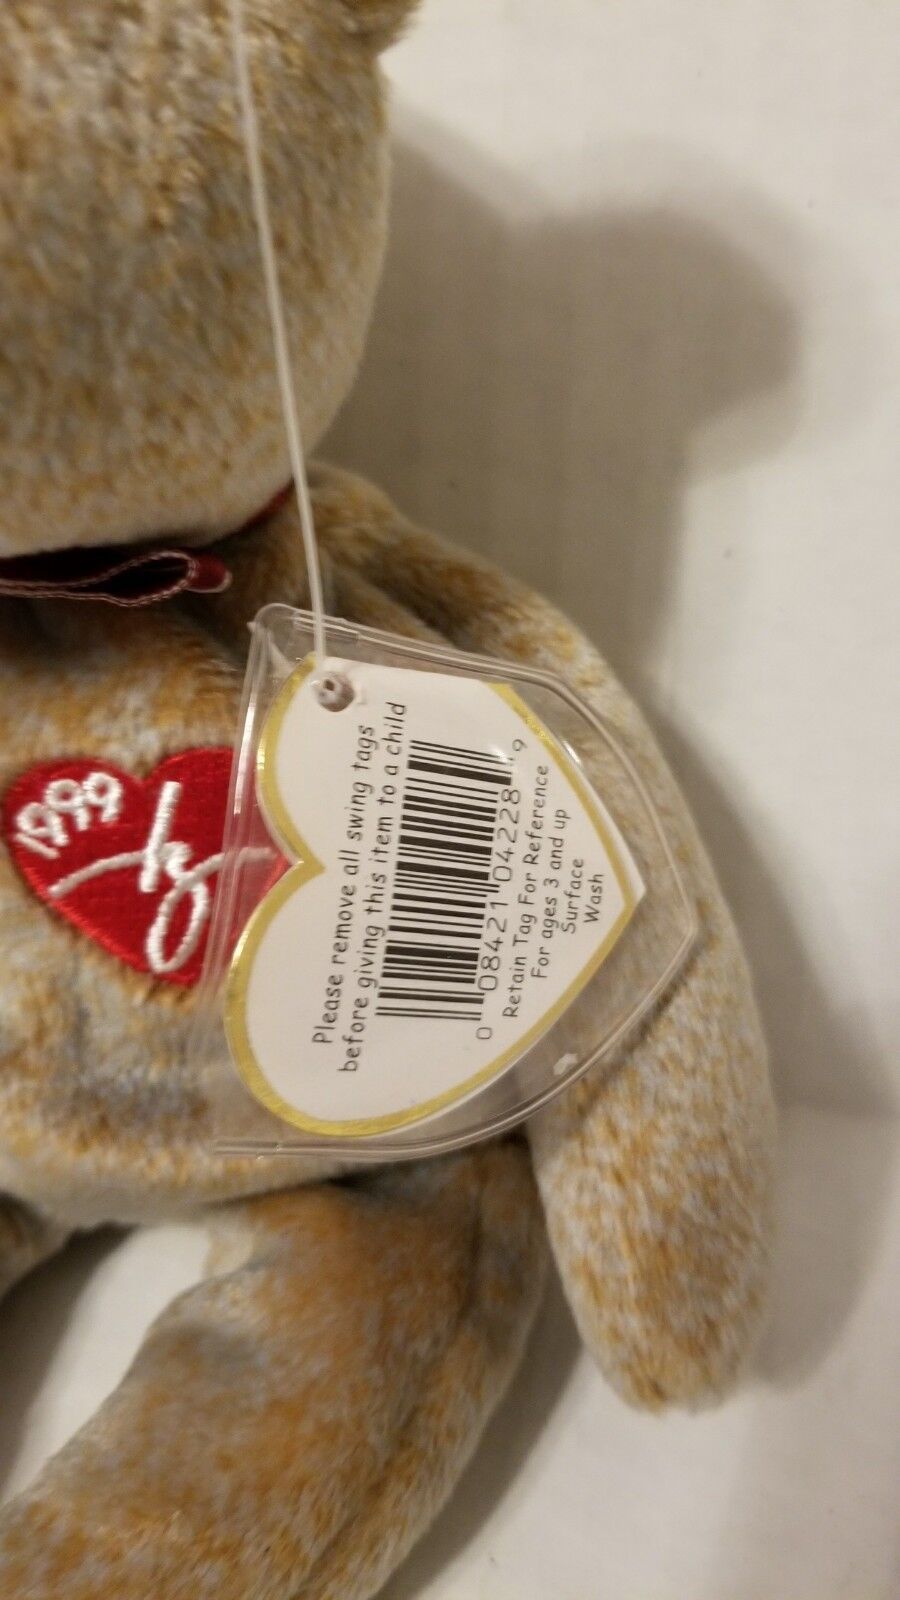 1999
ty
Please remove all swing tags
before giving this item to a child
0 08421 04228 9
Retain Tag For Reference
For ages 3 and up
Surface
Wash